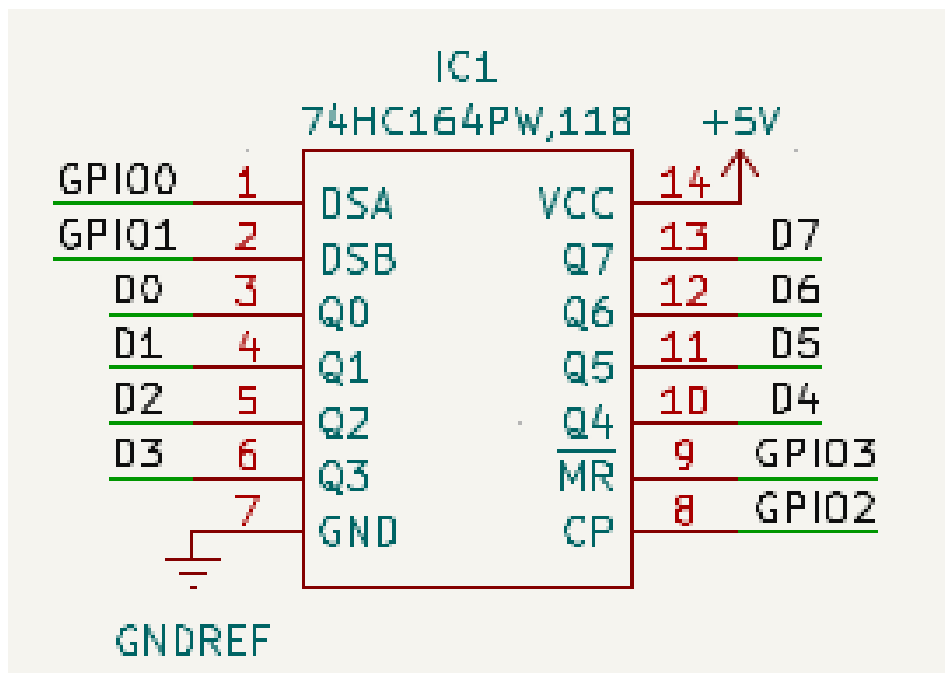 IC1
74HC164PW,118
+5V
GPIO0 1 DSA VCC 14
GPIO1 2 DSB Q7 13 D7
D0 3 Q0 Q6 12 D6
D1 4 Q1 Q5 11 D5
D2 5 Q2 Q4 10 D4
D3 6 Q3 MR 9 GPIO3
7 GND CP 8 GPIO2
GNDREF